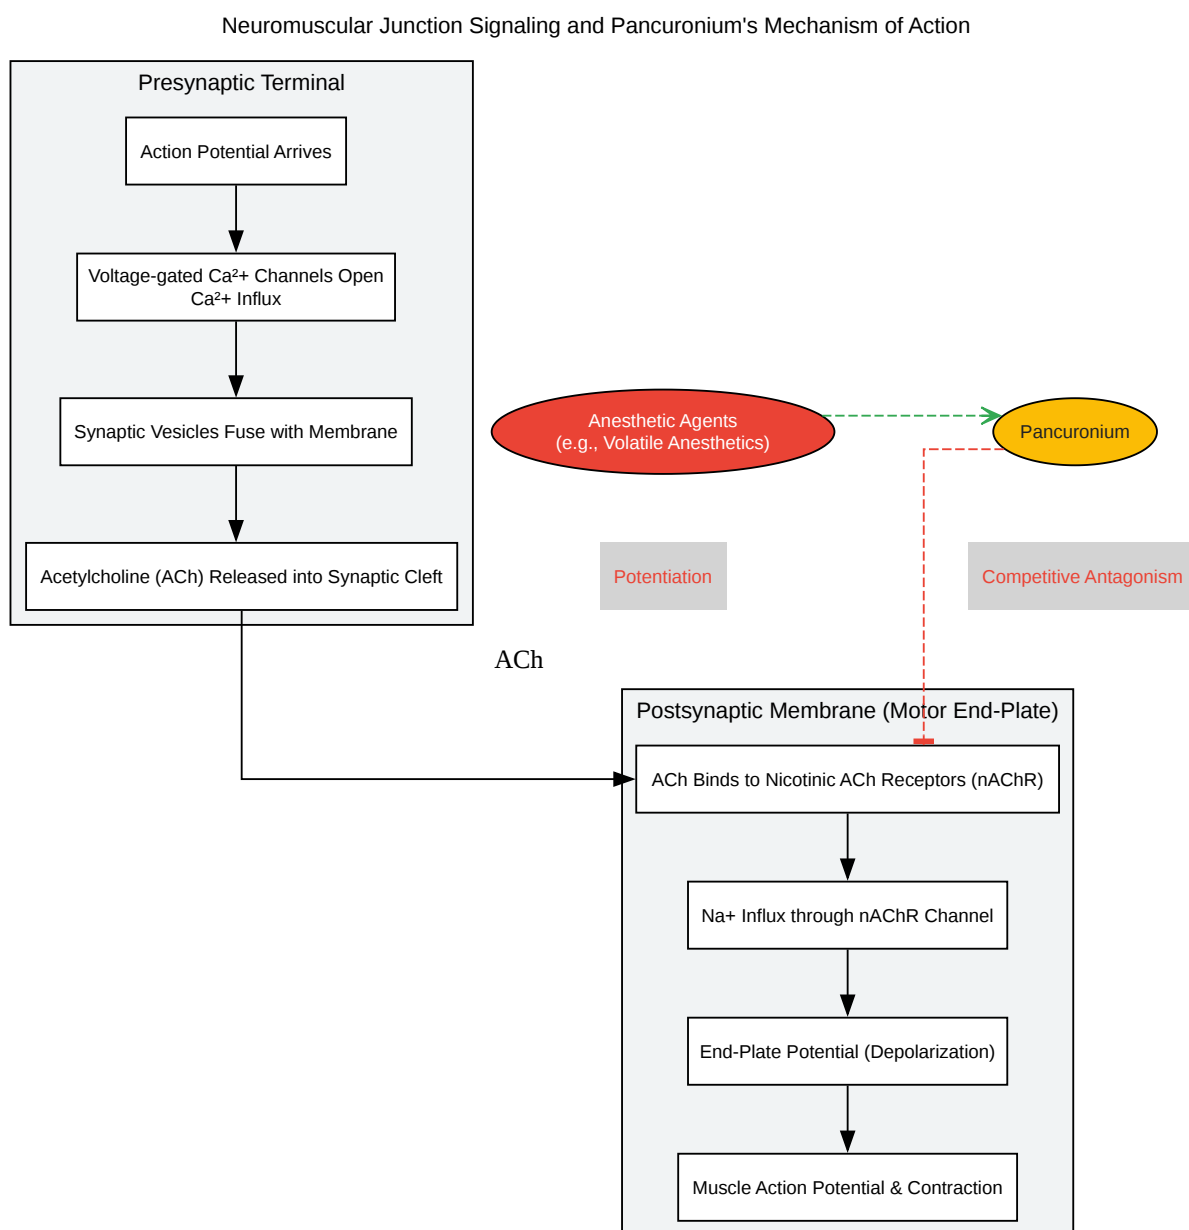 Neuromuscular Junction Signaling and Pancuronium's Mechanism of Action
Presynaptic Terminal
Action Potential Arrives
Voltage-gated Ca²+ Channels Open
Ca²+ Influx
Synaptic Vesicles Fuse with Membrane
Acetylcholine (ACh) Released into Synaptic Cleft
Anesthetic Agents
(e.g., Volatile Anesthetics)
Pancuronium
Potentiation
Competitive Antagonism
ACh
Postsynaptic Membrane (Motor End-Plate)
ACh Binds to Nicotinic ACh Receptors (nAChR)
Na+ Influx through nAChR Channel
End-Plate Potential (Depolarization)
Muscle Action Potential & Contraction